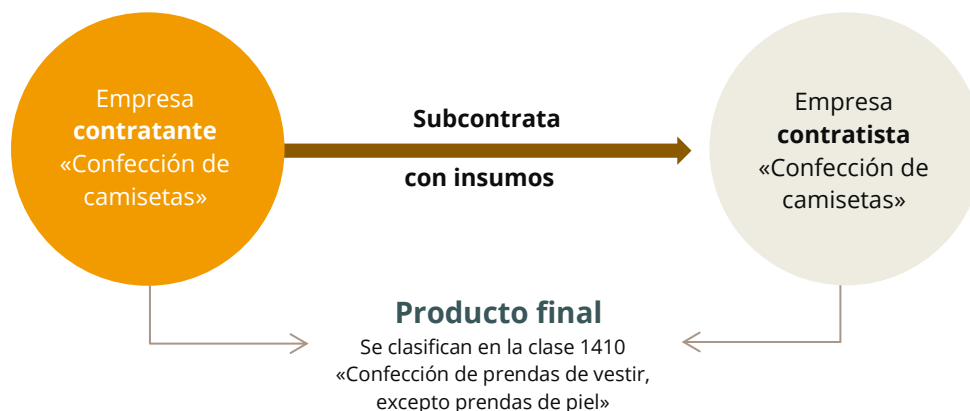 Empresa
contratante
«Confección de
camisetas»
Subcontrata
con insumos
Empresa
contratista
«Confección de
camisetas»
Producto final
Se clasifican en la clase 1410
«Confección de prendas de vestir,
excepto prendas de piel»